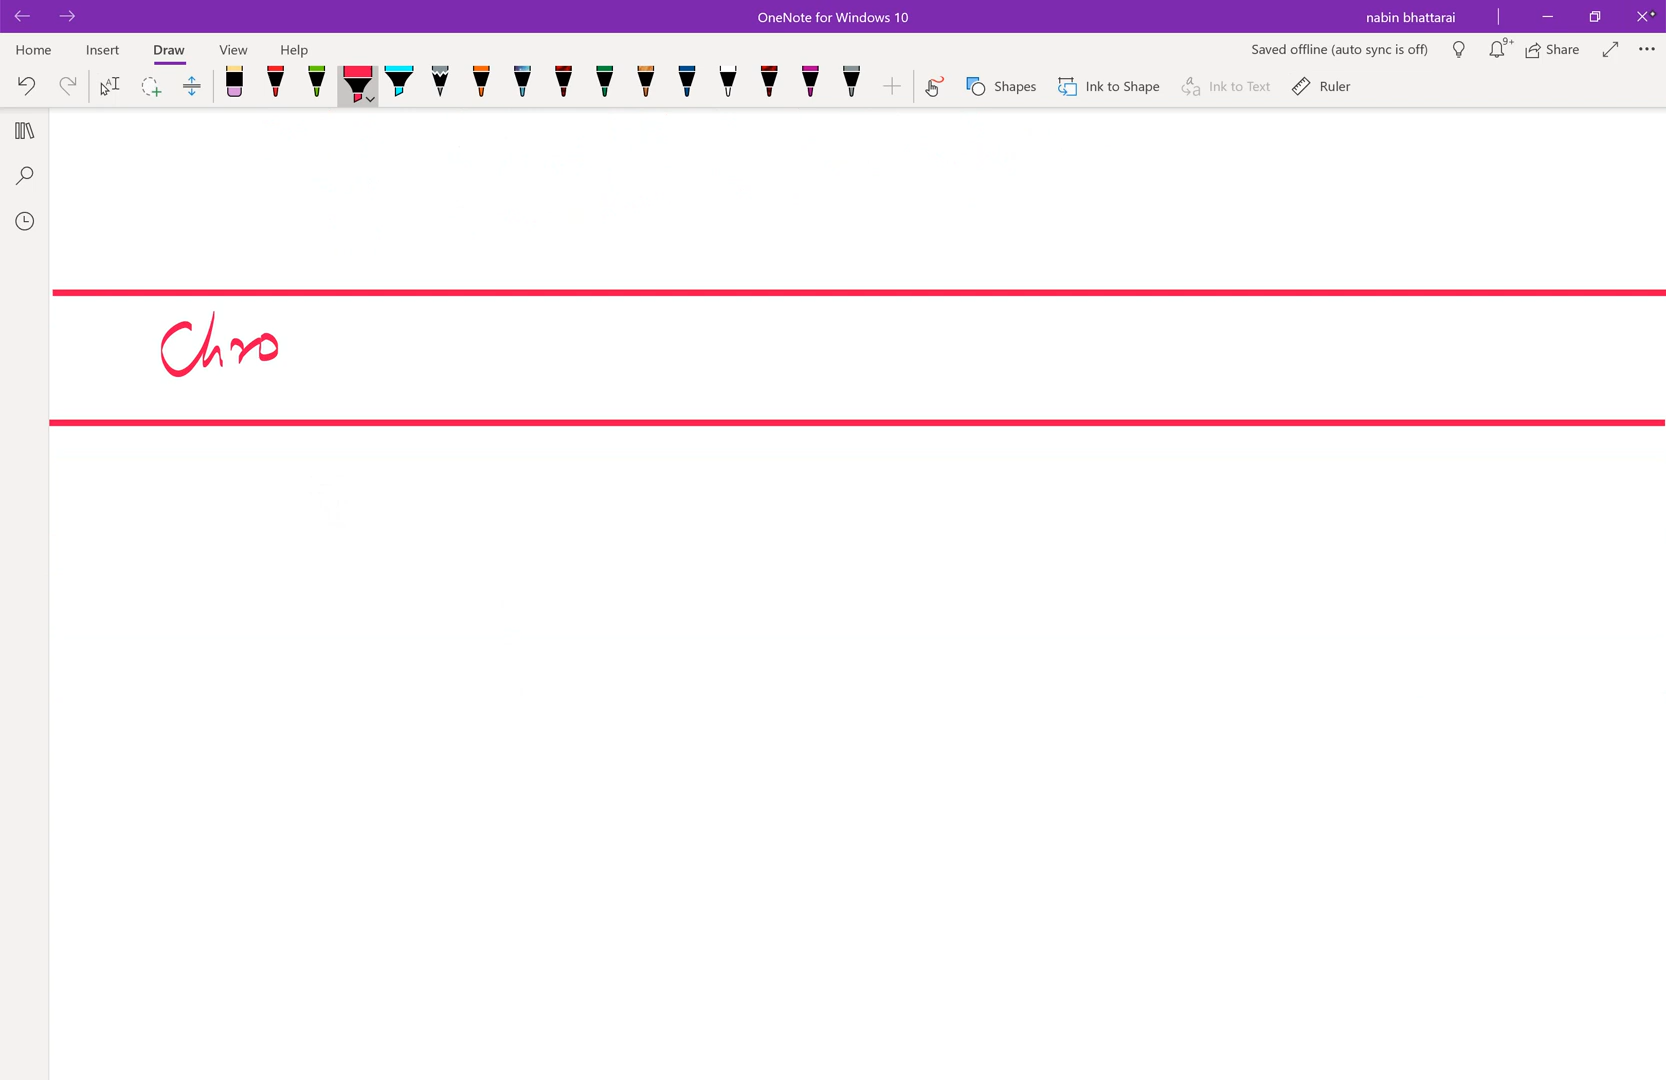 OneNote for Windows 10
nabin bhattarai
Home Insert Draw View Help
Saved offline (auto sync is off)
9+
Share
Shapes
Ink to Shape
Ink to Text
Ruler
Chro